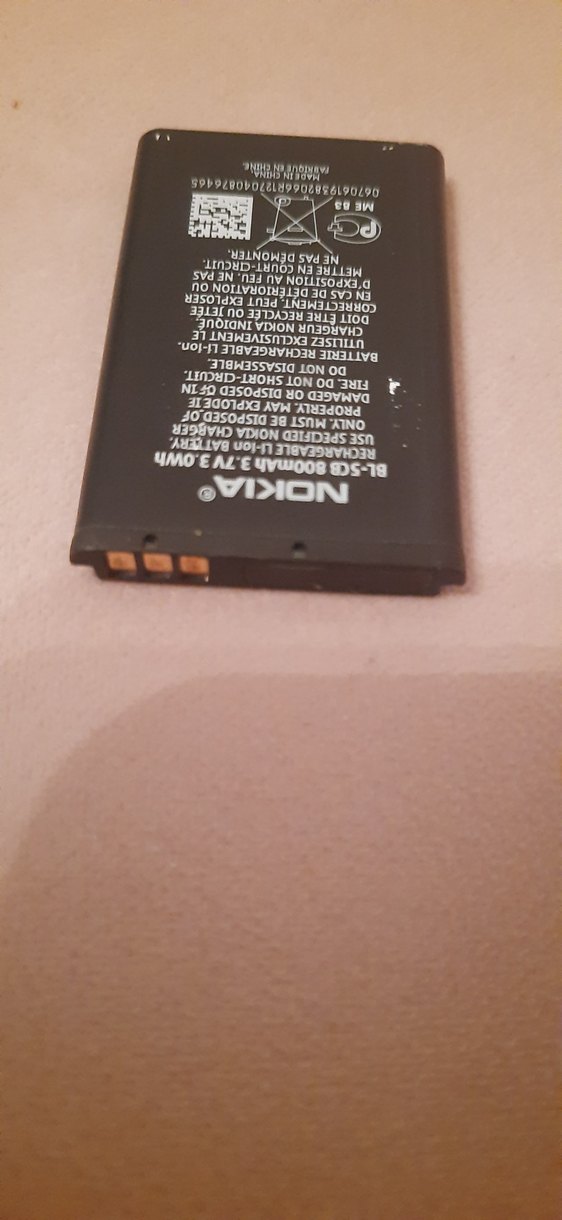 NOKIA®
BL-5CB 800mAh 3.7V 3.0Wh
RECHARGEABLE Li-Ion BATTERY.
USE SPECIFIED NOKIA CHARGER
ONLY. MUST BE DISPOSED OF
PROPERLY. MAY EXPLODE IF
DAMAGED OR DISPOSED OF IN
FIRE. DO NOT SHORT-CIRCUIT.
DO NOT DISASSEMBLE.
BATTERIE RECHARGEABLE Li-Ion.
UTILISEZ EXCLUSIVEMENT LE
CHARGEUR NOKIA INDIQUÉ.
DOIT ÊTRE RECYCLÉE OU JETÉE
CORRECTEMENT. PEUT EXPLOSER
EN CAS DE DÉTÉRIORATION OU
D'EXPOSITION AU FEU. NE PAS
METTRE EN COURT-CIRCUIT.
NE PAS DÉMONTER.
ME 83
0670619382066R127040876465
MADE IN CHINA.
FABRIQUE EN CHINE.